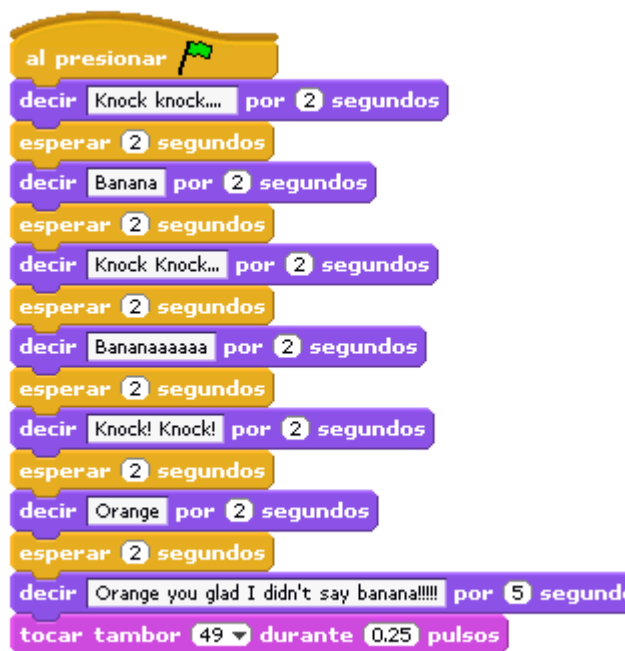 al presionar
decir Knock knock.... por 2 segundos
esperar 2 segundos
decir Banana por 2 segundos
esperar 2 segundos
decir Knock Knock... por 2 segundos
esperar 2 segundos
decir Bananaaaaaa por 2 segundos
esperar 2 segundos
decir Knock! Knock! por 2 segundos
esperar 2 segundos
decir Orange por 2 segundos
esperar 2 segundos
decir Orange you glad I didn't say banana!!!!! por 5 segund
tocar tambor 49 durante 0.25 pulsos